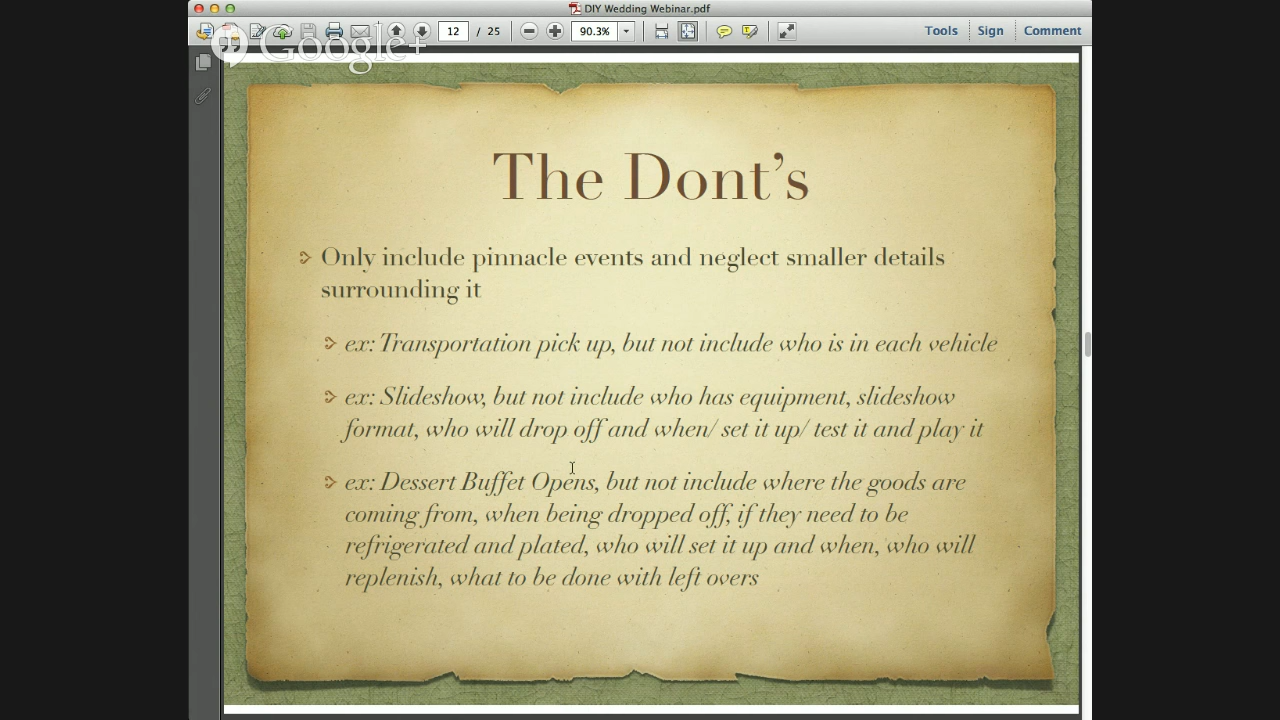 DIY Wedding Webinar.pdf
12 / 25
90.3%
Tools Sign Comment
Google+
The Dont's
Only include pinnacle events and neglect smaller details
surrounding it
ex: Transportation pick up, but not include who is in each vehicle
ex: Slideshow, but not include who has equipment, slideshow
format, who will drop off and when/ set it up/ test it and play it
ex: Dessert Buffet Opens, but not include where the goods are
coming from, when being dropped off, if they need to be
refrigerated and plated, who will set it up and when, who will
replenish, what to be done with left overs